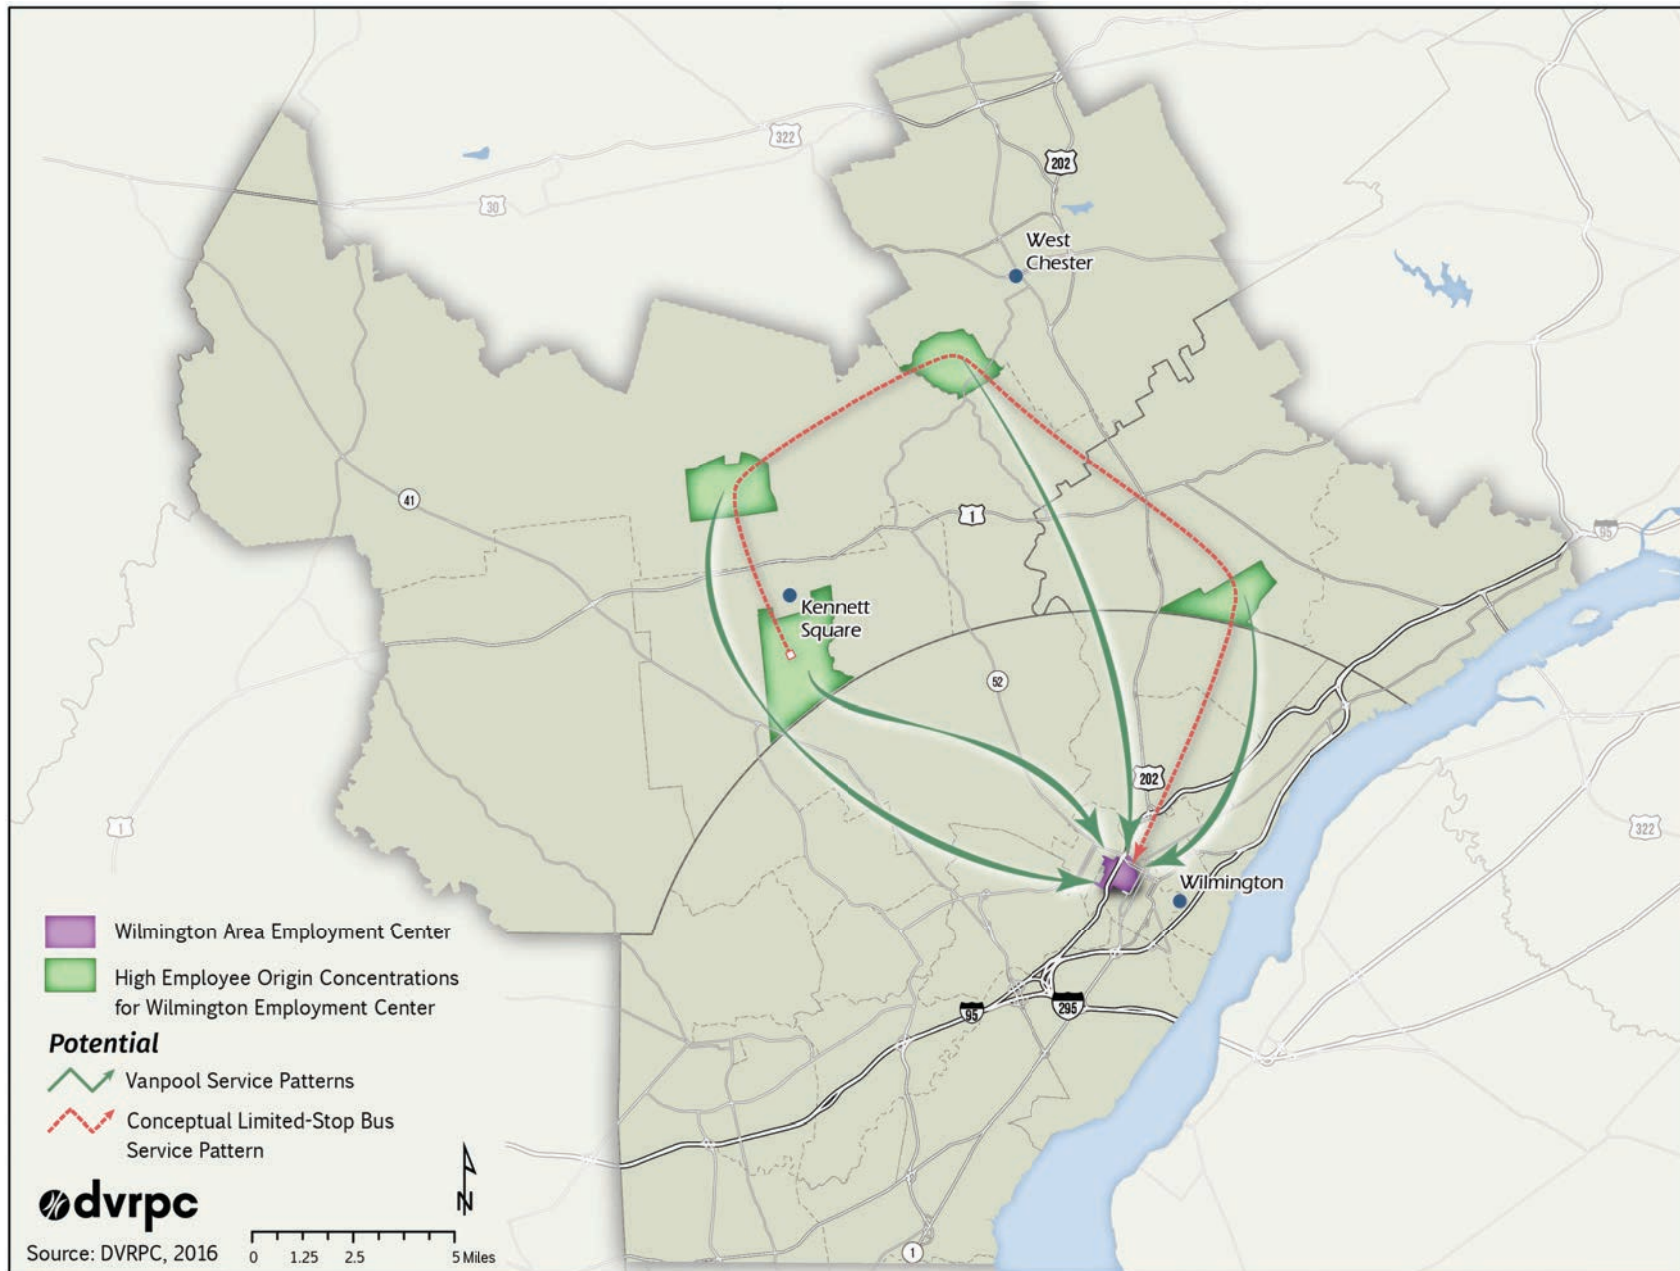 322
202
30
West
Chester
41
1
95
Kennett
Square
52
202
1
322
Wilmington
Wilmington Area Employment Center
High Employee Origin Concentrations
for Wilmington Employment Center
95
295
Potential
Vanpool Service Patterns
Conceptual Limited-Stop Bus
Service Pattern
N
dvrpc
Source: DVRPC, 2016
0 1.25 2.5 5 Miles
1